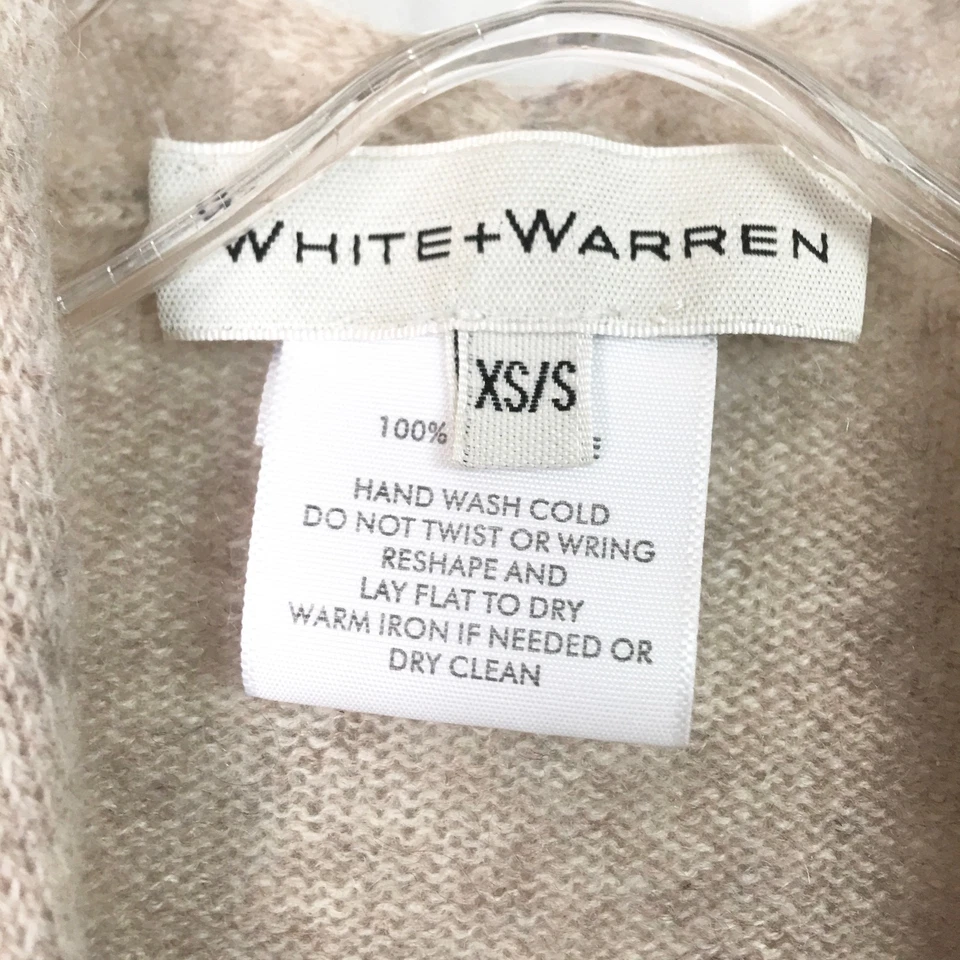 WHITE+WARREN
XS/S
100%
HAND WASH COLD
DO NOT TWIST OR WRING
RESHAPE AND
LAY FLAT TO DRY
WARM IRON IF NEEDED OR
DRY CLEAN